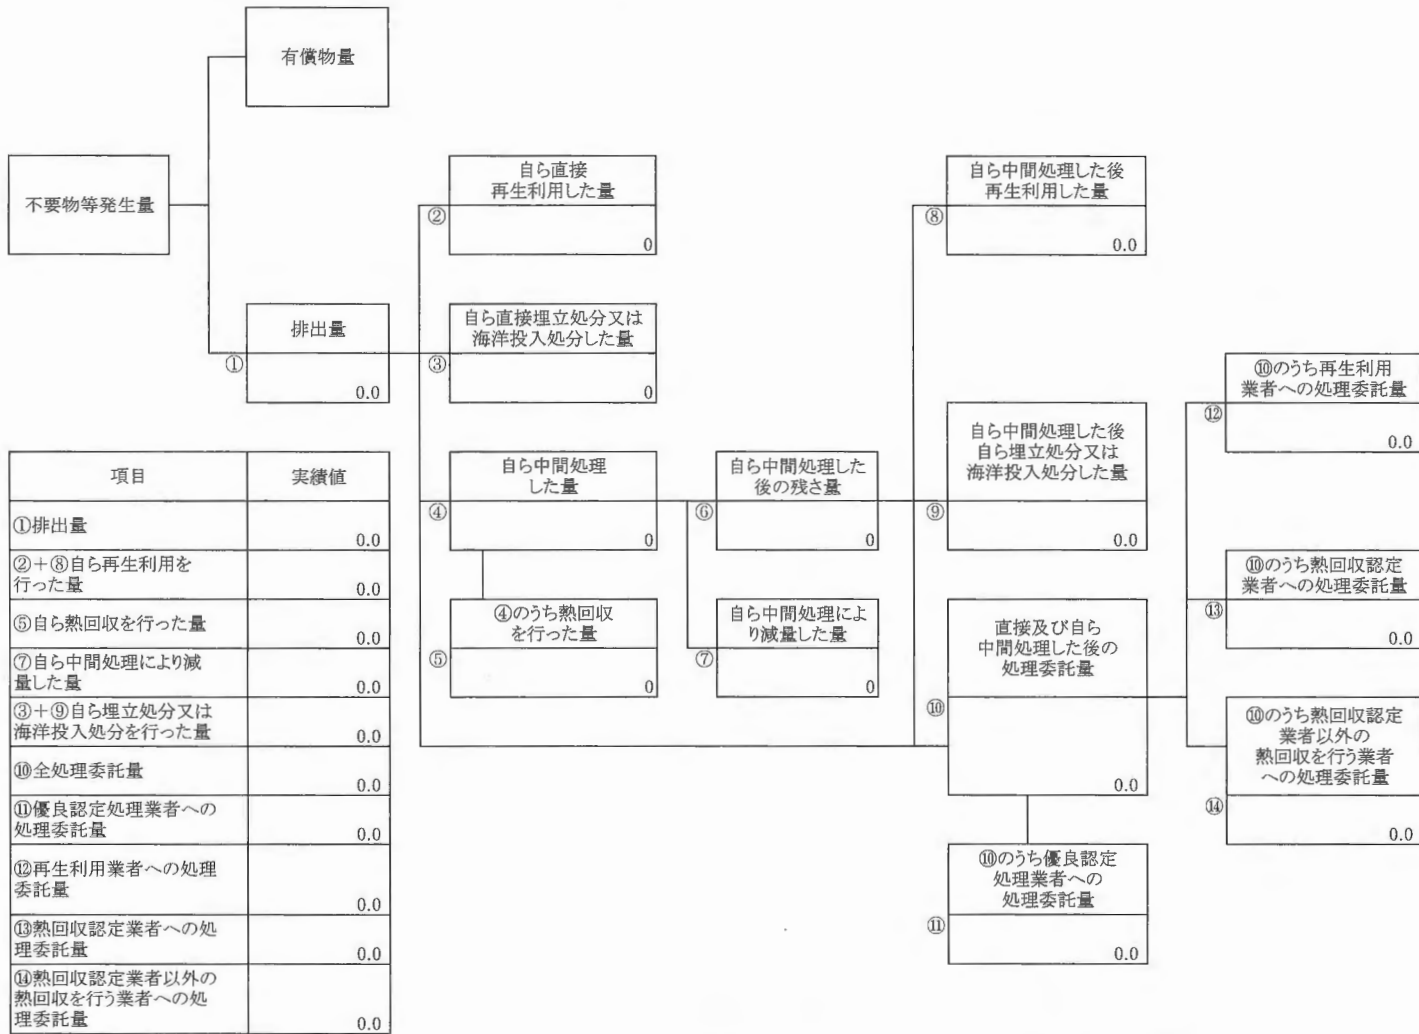 有償物量
不要物等発生量
自ら直接
再生利用した量
②
0
自ら中間処理した後
再生利用した量
⑧
0.0
排出量
①
0.0
自ら直接埋立処分又は
海洋投入処分した量
③
0
⑩のうち再生利用
業者への処理委託量
⑫
0.0
自ら中間処理
した量
④
0
自ら中間処理した
後の残さ量
⑥
0
自ら中間処理した後
自ら埋立処分又は
海洋投入処分した量
⑨
0.0
⑩のうち熱回収認定
業者への処理委託量
⑬
0.0
④のうち熱回収
を行った量
⑤
0
自ら中間処理によ
り減量した量
⑦
0
直接及び自ら
中間処理した後の
処理委託量
⑩
0.0
⑩のうち熱回収認定
業者以外の
熱回収を行う業者
への処理委託量
⑭
0.0
⑩のうち優良認定
処理業者への
処理委託量
⑪
0.0
項目 実績値
①排出量
0.0
②+⑧自ら再生利用を
行った量
0.0
⑤自ら熱回収を行った量
0.0
⑦自ら中間処理により減
量した量
0.0
③+⑨自ら埋立処分又は
海洋投入処分を行った量
0.0
⑩全処理委託量
0.0
⑪優良認定処理業者への
処理委託量
0.0
⑫再生利用業者への処理
委託量
0.0
⑬熱回収認定業者への処
理委託量
0.0
⑭熱回収認定業者以外の
熱回収を行う業者への処
理委託量
0.0